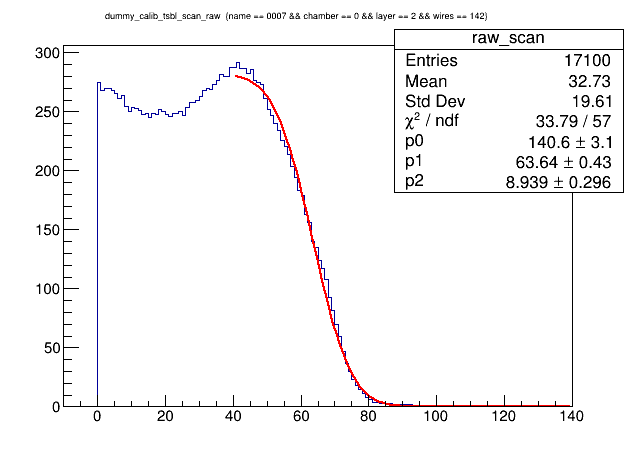 dummy_calib_tsbl_scan_raw (name == 0007 && chamber == 0 && layer == 2 && wires == 142)
raw_scan
Entries 17100
Mean 32.73
Std Dev 19.61
χ² / ndf 33.79 / 57
p0 140.6 ± 3.1
p1 63.64 ± 0.43
p2 8.939 ± 0.296
300
250
200
150
100
50
0
0 20 40 60 80 100 120 140